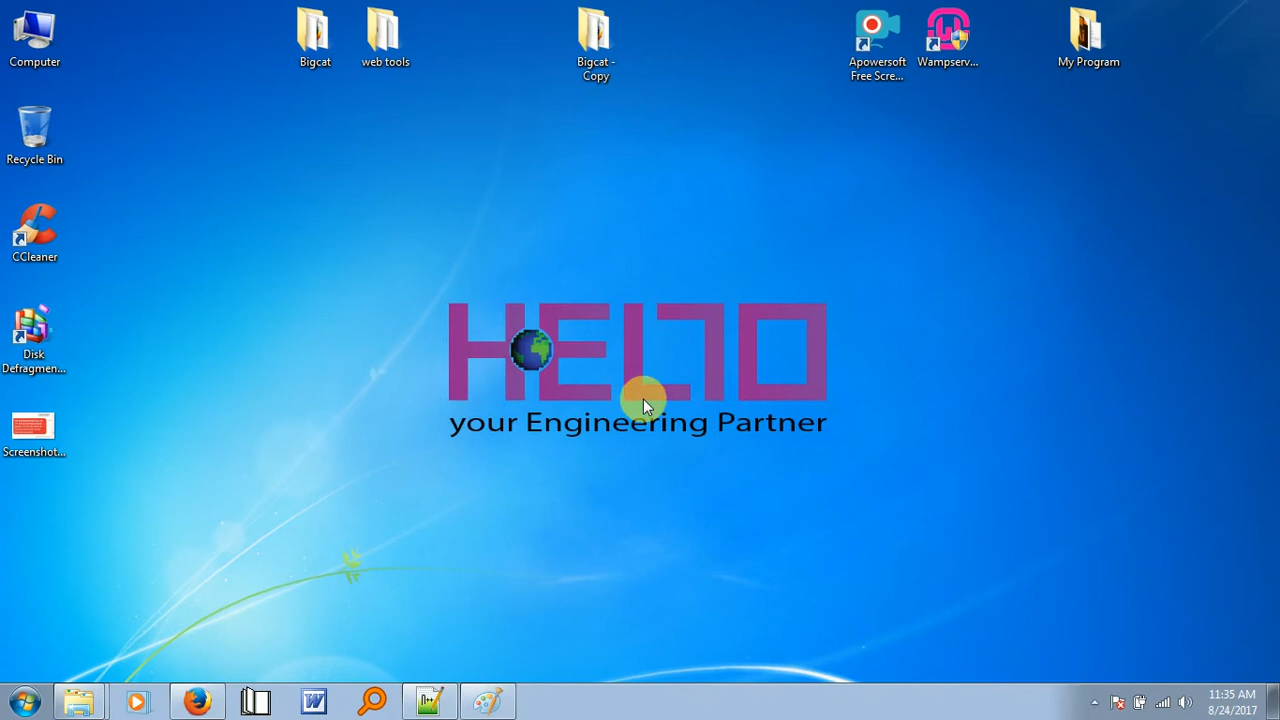 Computer
Bigcat
web tools
Bigcat -
Copy
Apowersoft
Free Scre...
Wampserv...
My Program
Recycle Bin
CCleaner
Disk
Defragmen...
Screenshot...
HELTO
your Engineering Partner
11:35 AM
8/24/2017